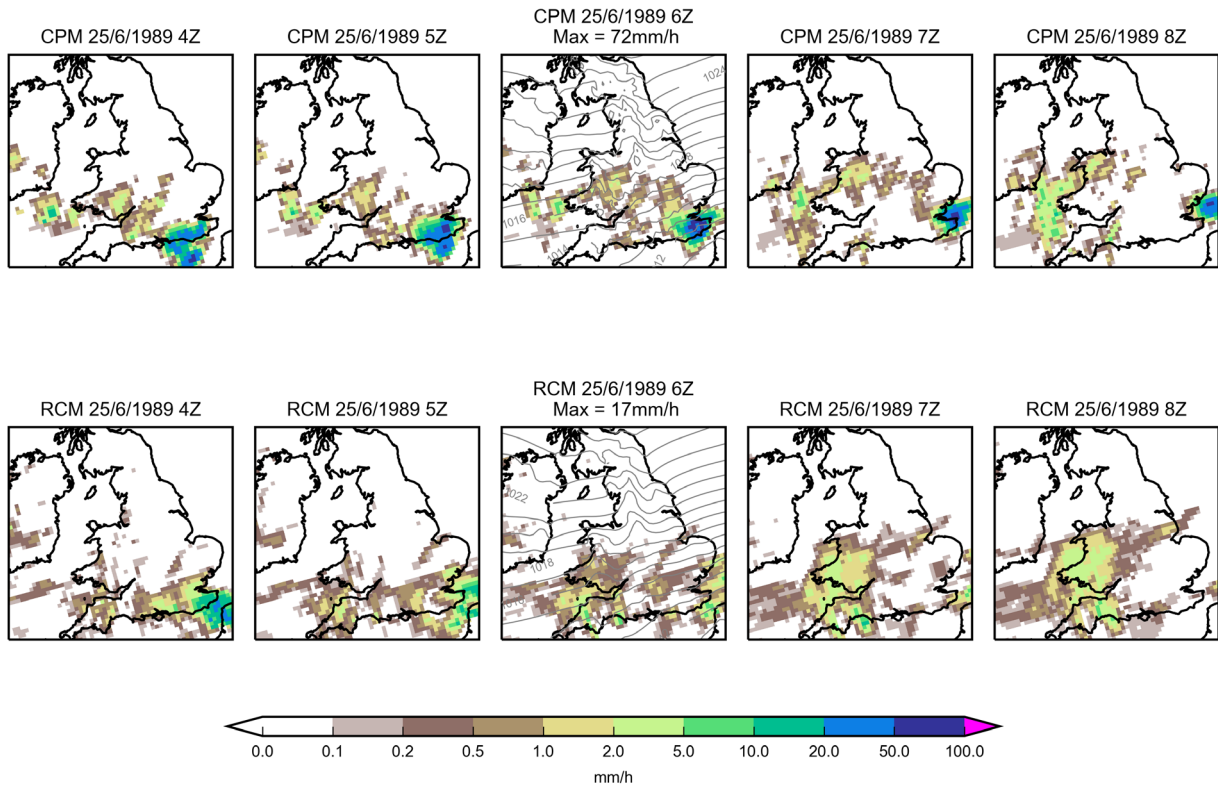 CPM 25/6/1989 4Z
CPM 25/6/1989 5Z
CPM 25/6/1989 6Z
Max = 72mm/h
CPM 25/6/1989 7Z
CPM 25/6/1989 8Z
1024
1018
1016
1014
12
RCM 25/6/1989 4Z
RCM 25/6/1989 5Z
RCM 25/6/1989 6Z
Max = 17mm/h
RCM 25/6/1989 7Z
RCM 25/6/1989 8Z
1022
1018
0.0
0.1
0.2
0.5
1.0
2.0
5.0
10.0
20.0
50.0
100.0
mm/h